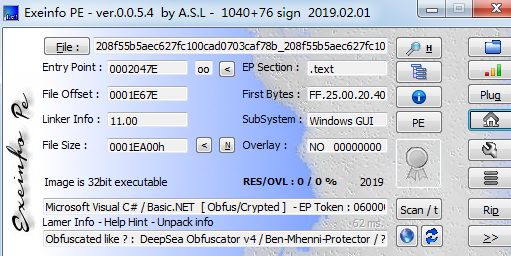 Exeinfo PE - ver.0.0.5.4 by A.S.L - 1040+76 sign 2019.02.01
File : 208f55b5aec627fc100cad0703caf78b_208f55b5aec627fc10 H
Entry Point : 0002047E oo < EP Section : .text
File Offset : 0001E67E First Bytes : FF.25.00.20.40 Plug
Linker Info : 11.00 SubSystem : Windows GUI PE
File Size : 0001EA00h < N Overlay : NO 00000000
Image is 32bit executable RES/OVL : 0 / 0 % 2019
Microsoft Visual C# / Basic.NET [ Obfus/Crypted ] - EP Token : 060000 Scan / t Rip
Lamer Info - Help Hint - Unpack info 62 ms.
Obfuscated like ? : DeepSea Obfuscator v4 / Ben-Mhenni-Protector / ? >>
Exeinfo Pe